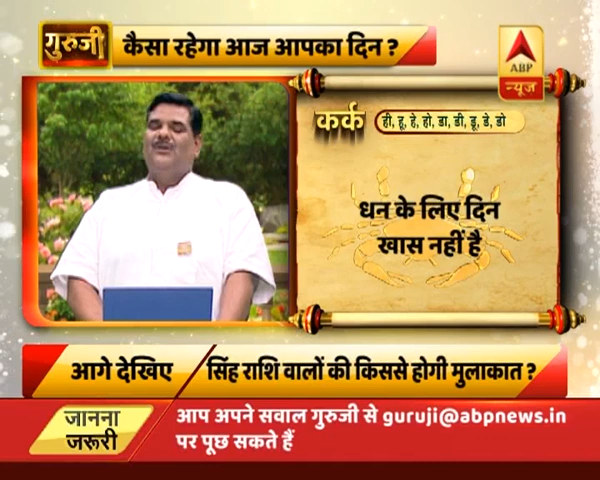 गुरुजी
कैसा रहेगा आज आपका दिन ?
ABP
न्यूज़
कर्क
ही, हू, हे, हो, डा, डी, डू, डे, डो
धन के लिए दिन
खास नहीं है
आगे देखिए
सिंह राशि वालों की किससे होगी मुलाकात ?
जानना
जरूरी
आप अपने सवाल गुरुजी से guruji@abpnews.in
पर पूछ सकते हैं